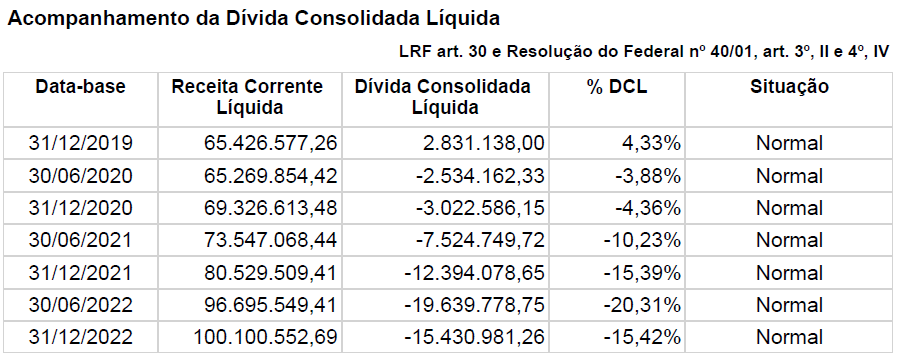 Acompanhamento da Dívida Consolidada Líquida
LRF art. 30 e Resolução do Federal nº 40/01, art. 3º, II e 4º, IV
Data-base Receita Corrente Líquida Dívida Consolidada Líquida % DCL Situação
31/12/2019 65.426.577,26 2.831.138,00 4,33% Normal
30/06/2020 65.269.854,42 -2.534.162,33 -3,88% Normal
31/12/2020 69.326.613,48 -3.022.586,15 -4,36% Normal
30/06/2021 73.547.068,44 -7.524.749,72 -10,23% Normal
31/12/2021 80.529.509,41 -12.394.078,65 -15,39% Normal
30/06/2022 96.695.549,41 -19.639.778,75 -20,31% Normal
31/12/2022 100.100.552,69 -15.430.981,26 -15,42% Normal